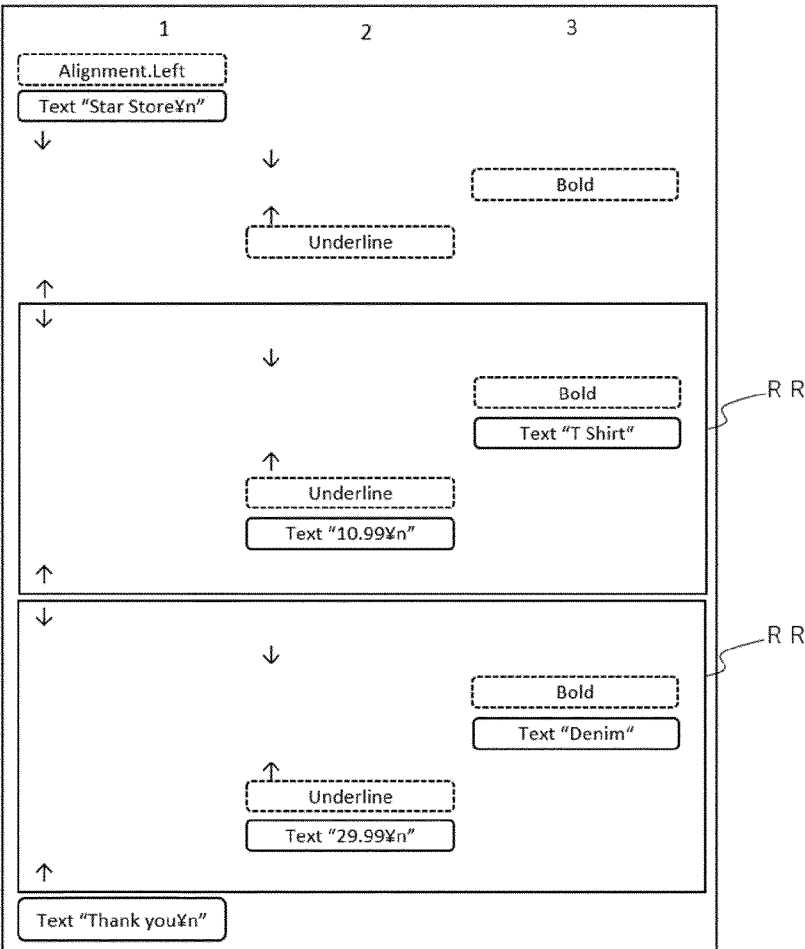 1 2 3
Alignment.Left
Text “Star Store¥n”
↓
↓
Bold
↑
Underline
↑
↓
↓
Bold
R R
Text “T Shirt“
↑
Underline
Text “10.99¥n”
↑
↓
R R
↓
Bold
Text “Denim“
↑
Underline
Text “29.99¥n”
↑
Text “Thank you¥n”